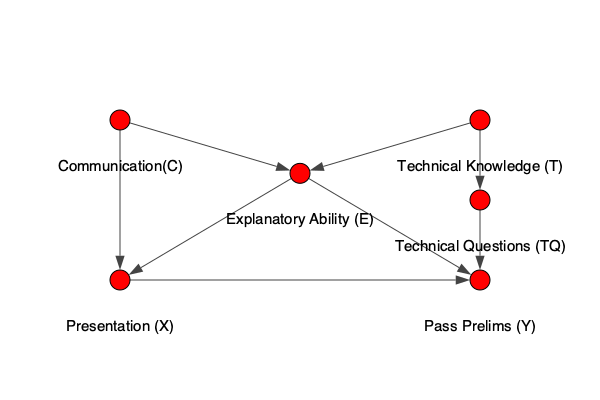 Communication(C)
Technical Knowledge (T)
Explanatory Ability (E)
Technical Questions (TQ)
Presentation (X)
Pass Prelims (Y)